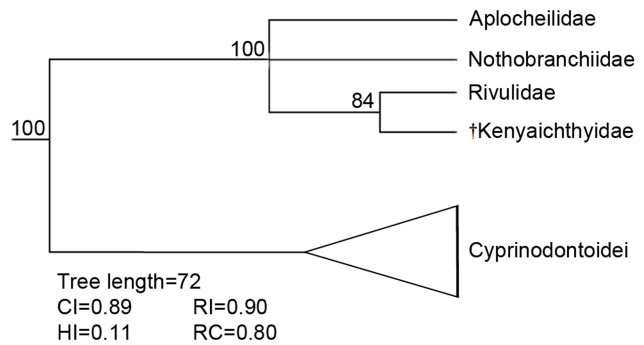 Aplocheilidae
100
Nothobranchiidae
Rivulidae
84
†Kenyaichthyidae
100
Cyprinodontoidei
Tree length=72
CI=0.89 RI=0.90
HI=0.11 RC=0.80